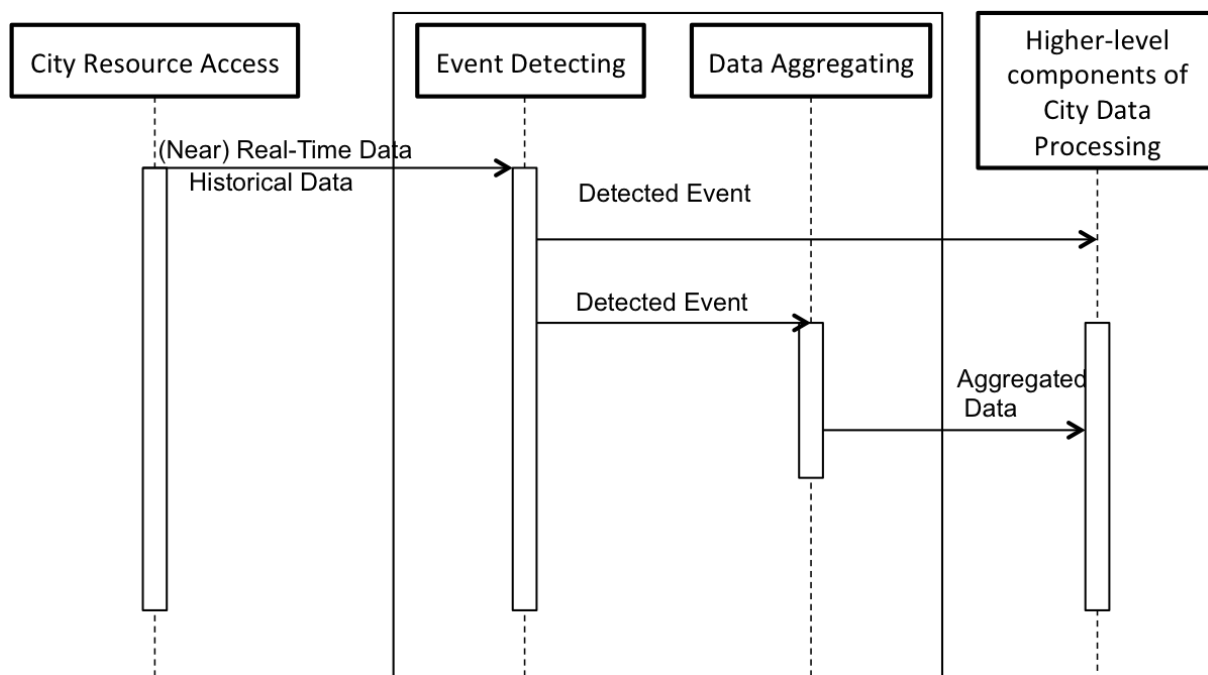 City Resource Access
Event Detecting
Data Aggregating
Higher-level
components of
City Data
Processing
(Near) Real-Time Data
Historical Data
Detected Event
Detected Event
Aggregated
Data